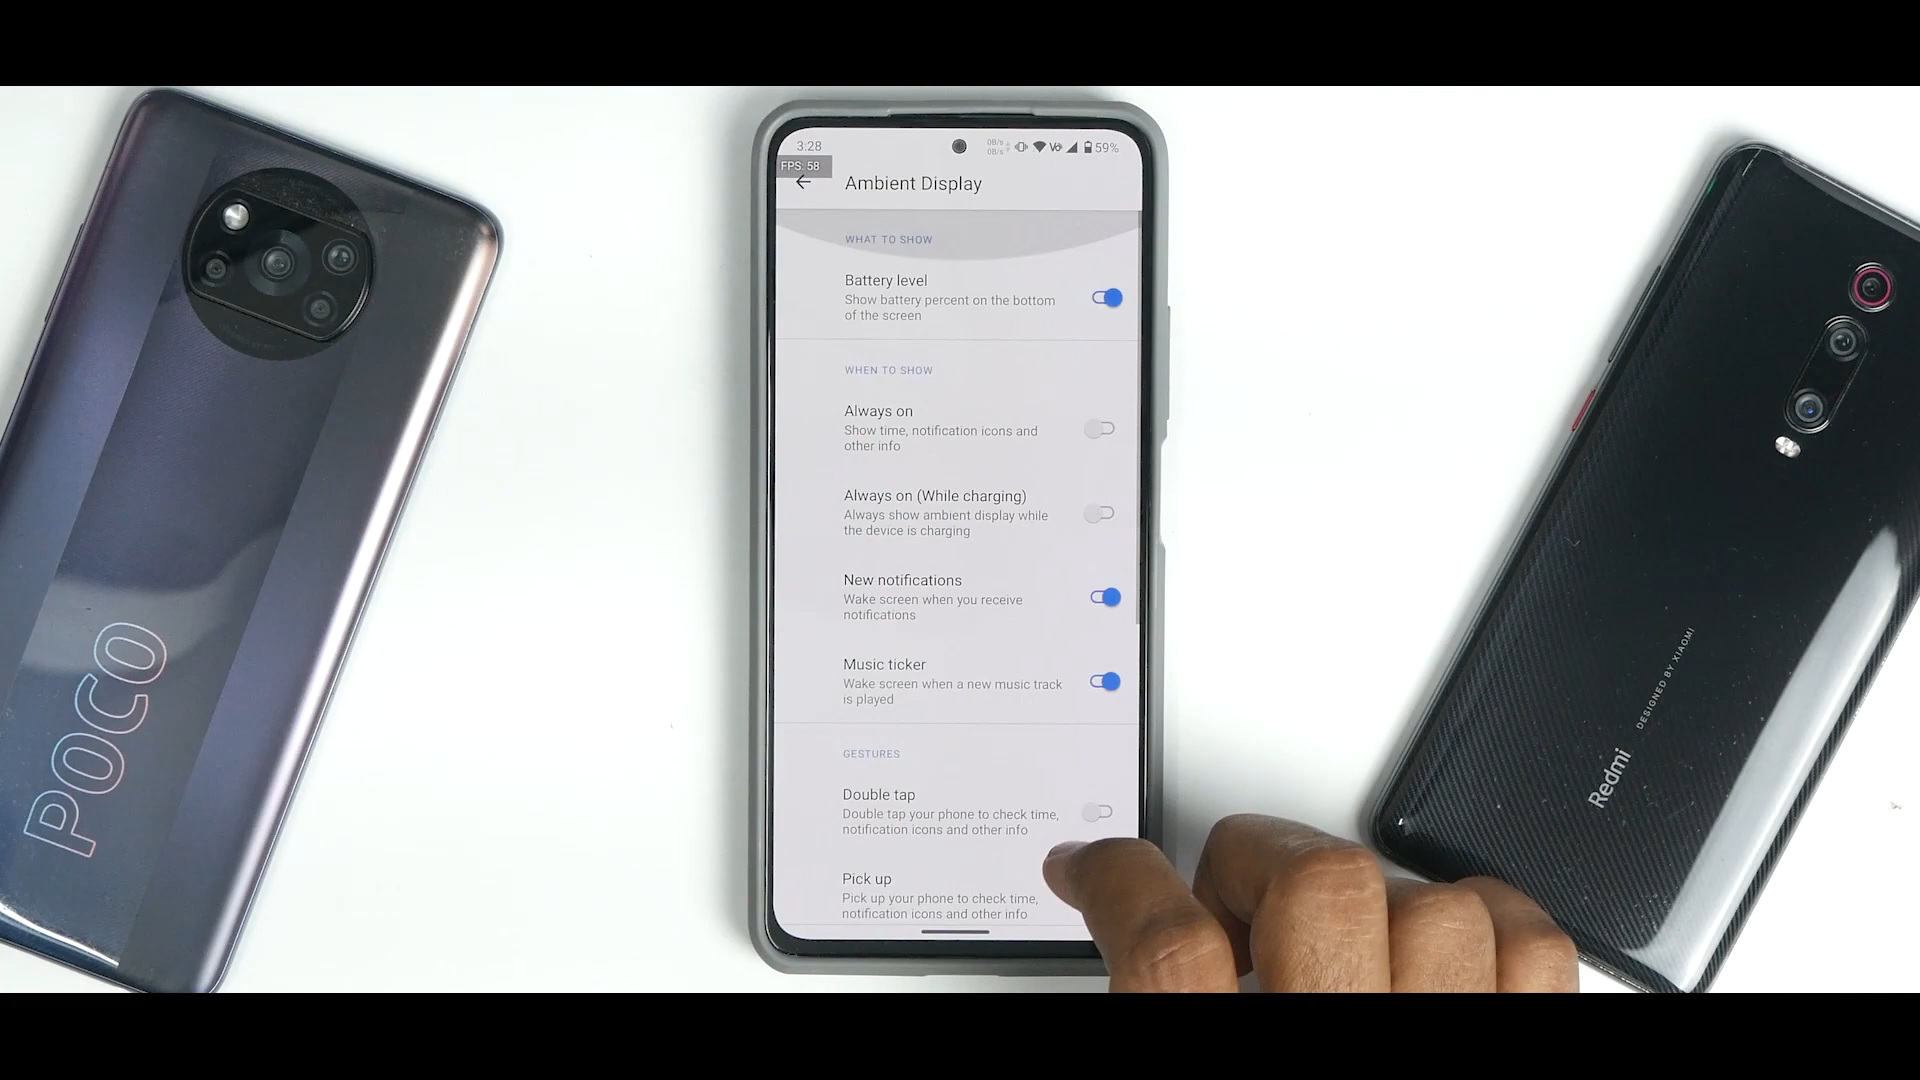 3:28
0B/s
0B/s
Vo
59%
FPS: 58
Ambient Display
WHAT TO SHOW
Battery level
Show battery percent on the bottom
of the screen
WHEN TO SHOW
Always on
Show time, notification icons and
other info
Always on (While charging)
Always show ambient display while
the device is charging
New notifications
Wake screen when you receive
notifications
Music ticker
Wake screen when a new music track
is played
GESTURES
Double tap
Double tap your phone to check time,
notification icons and other info
Pick up
Pick up your phone to check time,
notification icons and other info
POCO
Redmi
DESIGNED BY XIAOMI